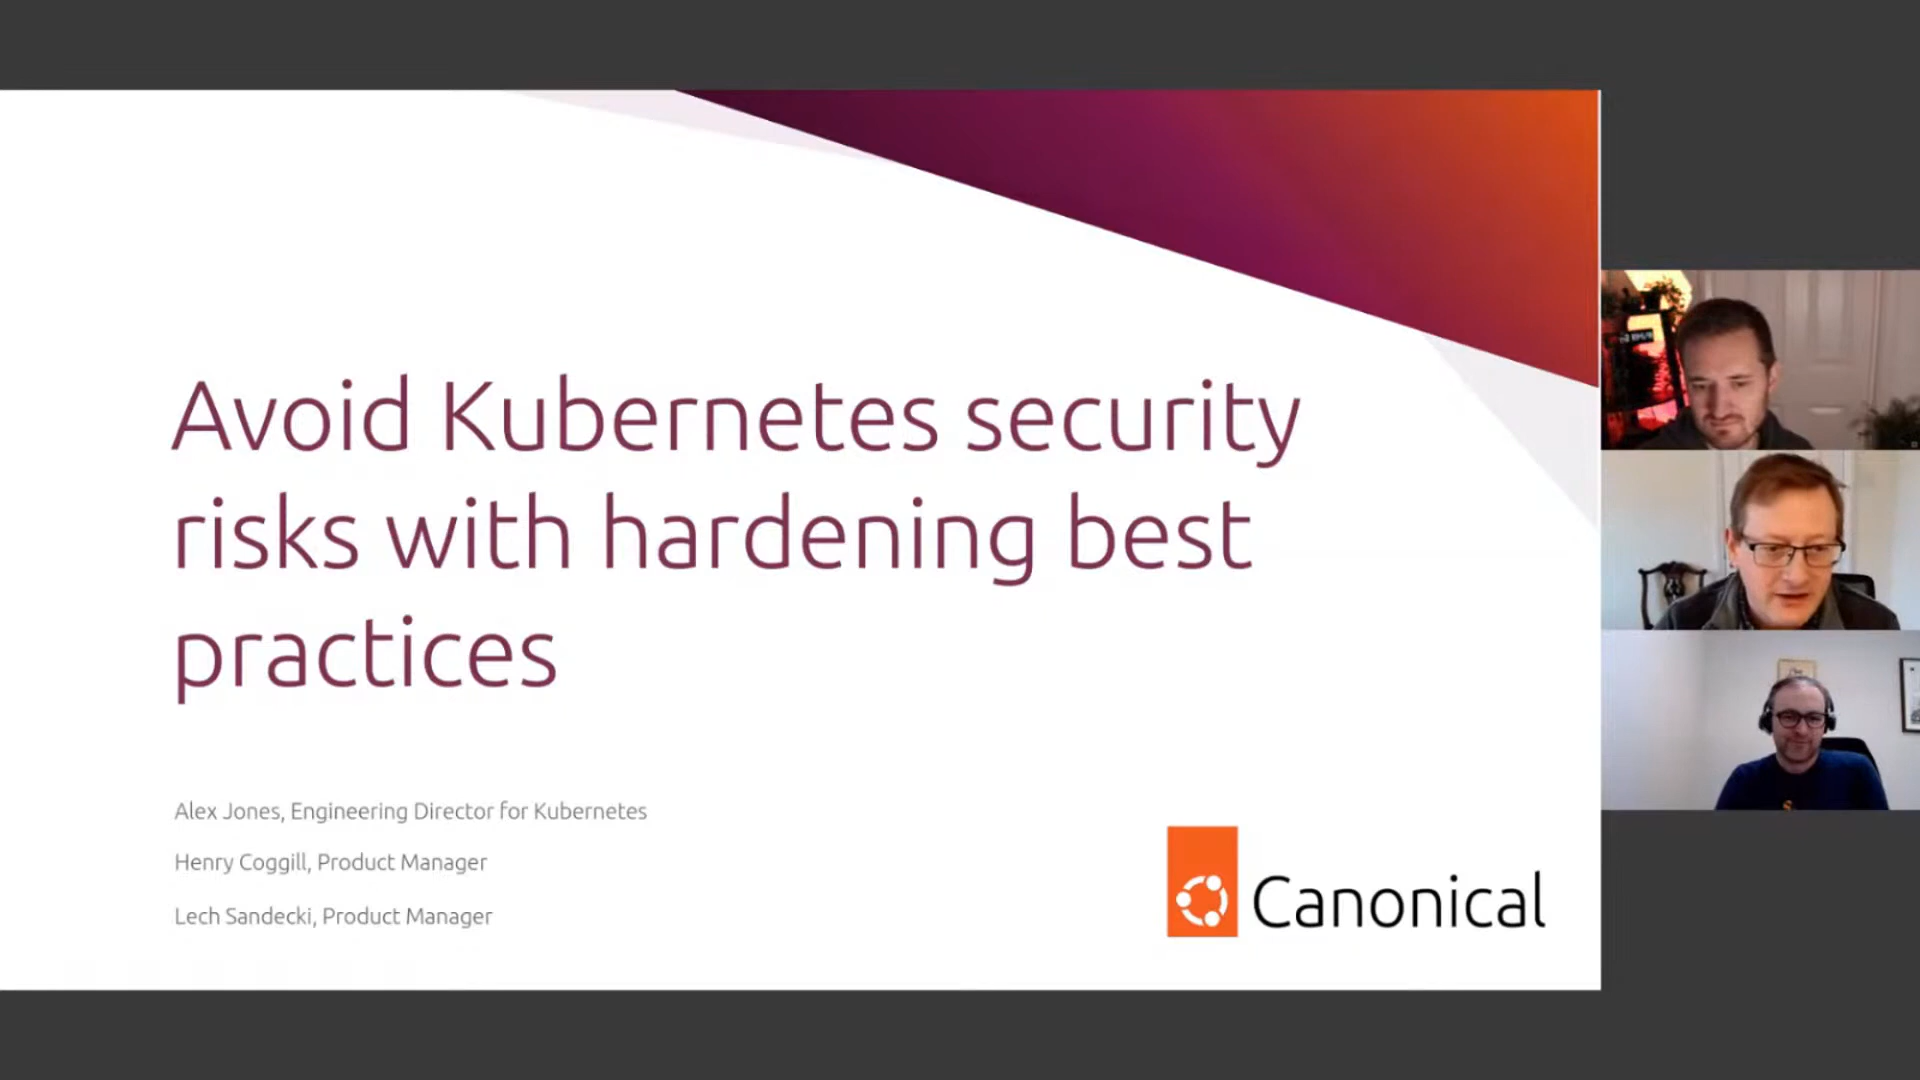 Avoid Kubernetes security
risks with hardening best
practices
Alex Jones, Engineering Director for Kubernetes
Henry Coggill, Product Manager
Lech Sandecki, Product Manager
Canonical